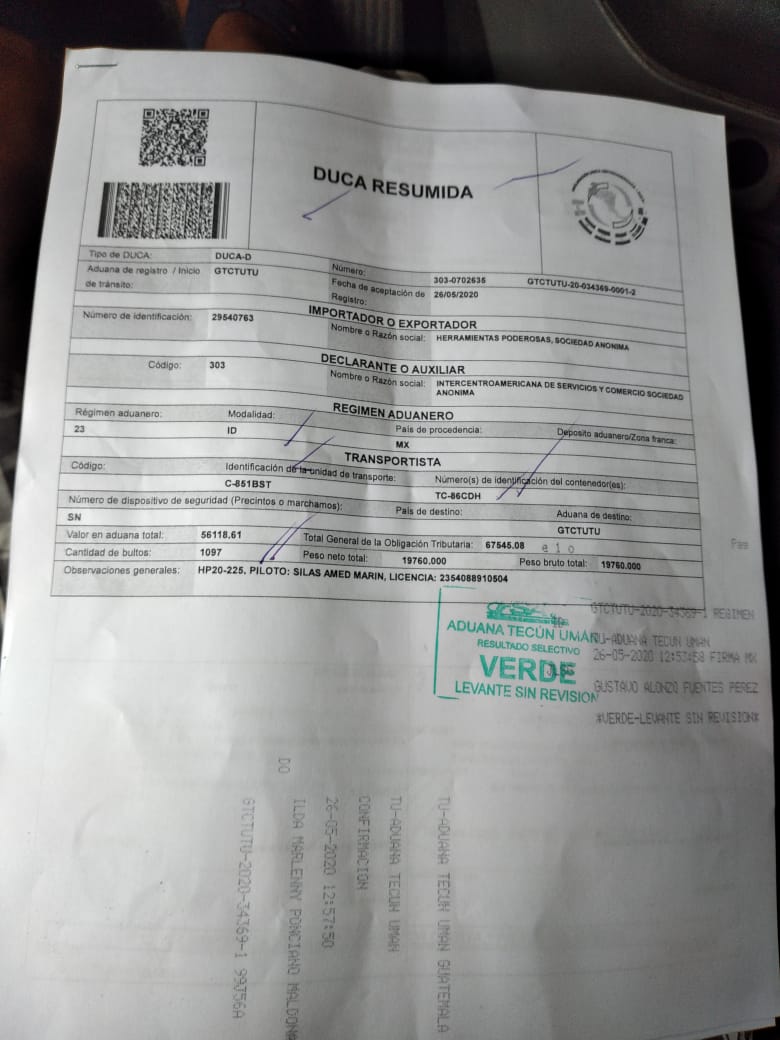 DUCA RESUMIDA
Tipo de DUCA: DUCA-D Número: 303-0702635 GTCTUTU-20-034369-0001-2
Aduana de registro / Inicio de tránsito: GTCTUTU Fecha de aceptación de Registro: 26/05/2020
IMPORTADOR O EXPORTADOR
Número de identificación: 29540763 Nombre o Razón social: HERRAMIENTAS PODEROSAS, SOCIEDAD ANONIMA
DECLARANTE O AUXILIAR
Código: 303 Nombre o Razón social: INTERCENTROAMERICANA DE SERVICIOS Y COMERCIO SOCIEDAD
ANONIMA
REGIMEN ADUANERO
Régimen aduanero: Modalidad: País de procedencia: Deposito aduanero/Zona franca:
23 ID MX
TRANSPORTISTA
Código: Identificación de la unidad de transporte: Número(s) de identificación del contenedor(es):
C-851BST TC-86CDH
Número de dispositivo de seguridad (Precintos o marchamos): País de destino: Aduana de destino:
SN GTCTUTU
Valor en aduana total: 56118.61 Total General de la Obligación Tributaria: 67545.08
Cantidad de bultos: 1097 Peso neto total: 19760.000 Peso bruto total: 19760.000
Observaciones generales: HP20-225, PILOTO: SILAS AMED MARIN, LICENCIA: 2354088910504
ADUANA TECÚN UMÁN
RESULTADO SELECTIVO
VERDE
LEVANTE SIN REVISION
GTCTUTU-2020-34369-1 REGIMEN
TU-ADUANA TECUN UMAN
26-05-2020 12:53:58 FIRMA
GUSTAVO ALONZO FUENTES PEREZ
*VERDE-LEVANTE SIN REVISION*
TU-ADUANA TECUN UMAN GUATEMALA
TU-ADUANA TECUN UMAN
CONFIRMACION
26-05-2020 12:57:50
ILDA MARLENNY PONCIANO MALDONA
DO
GTCTUTU-2020-34369-1 99756A